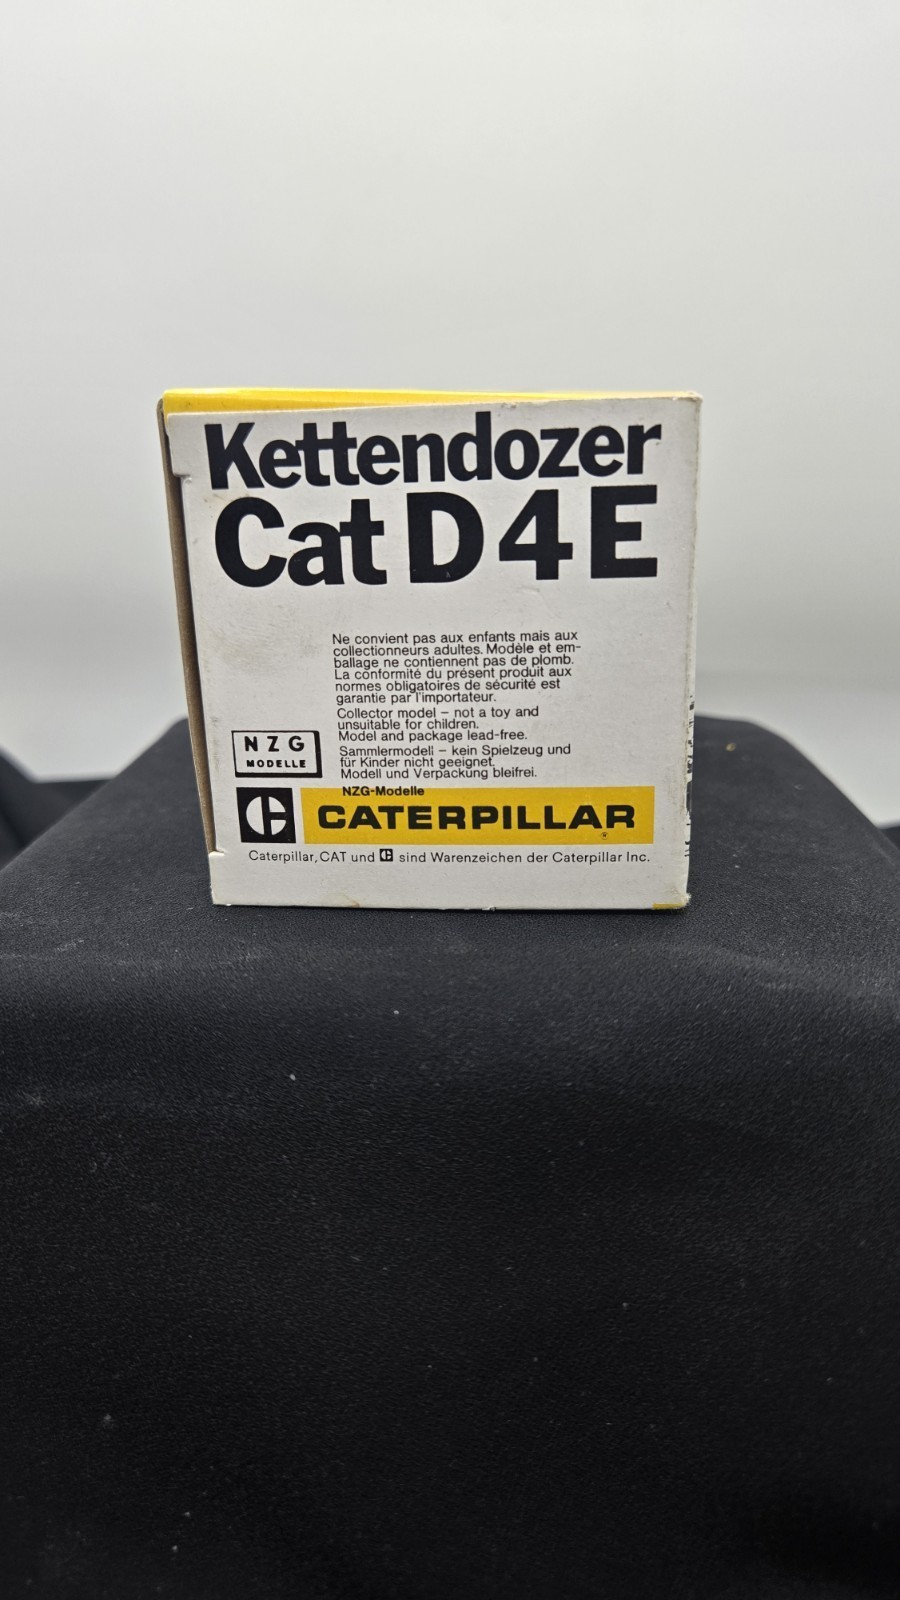 Kettendozer
Cat D4E
Ne convient pas aux enfants mais aux
collectionneurs adultes. Modèle et em-
ballage ne contiennent pas de plomb.
La conformité du présent produit aux
normes obligatoires de sécurité est
garantie par l'importateur.
Collector model – not a toy and
unsuitable for children.
Model and package lead-free.
Sammlermodell – kein Spielzeug und
für Kinder nicht geeignet.
Modell und Verpackung bleifrei.
NZG
MODELLE
NZG-Modelle
CATERPILLAR
Caterpillar, CAT und C sind Warenzeichen der Caterpillar Inc.